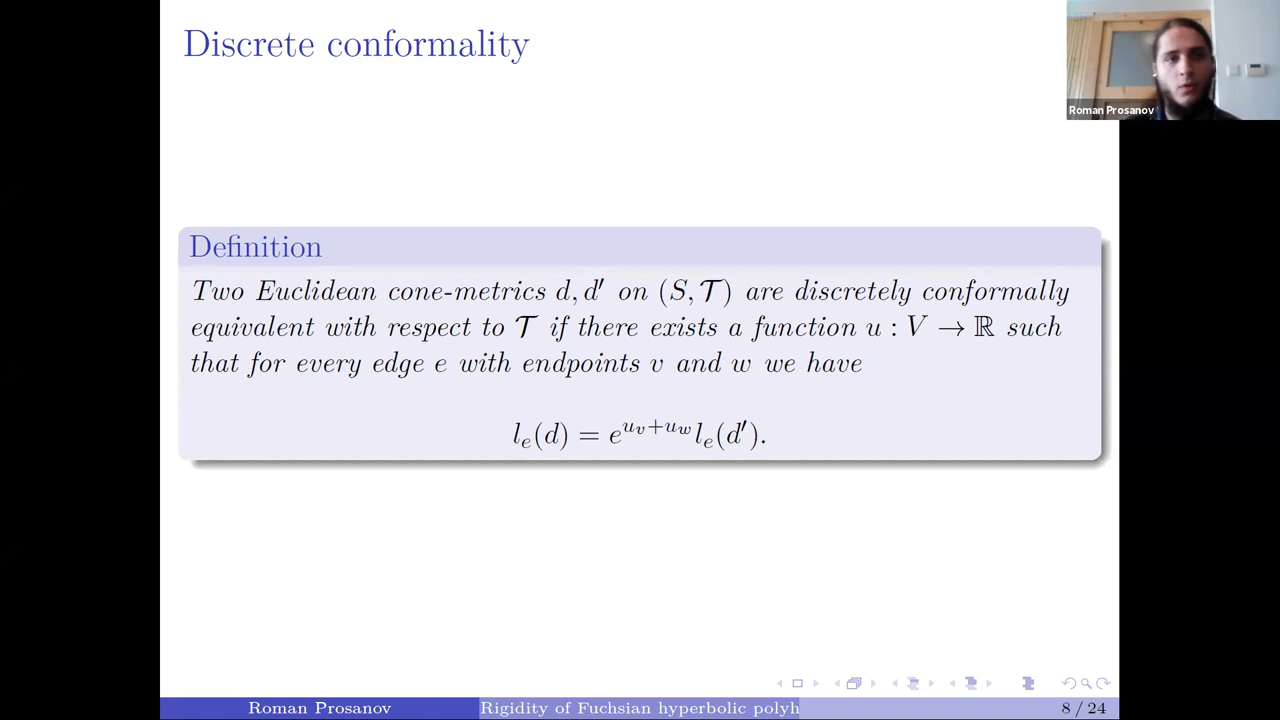 Discrete conformality
Roman Prosanov
Definition
Two Euclidean cone-metrics d, d′ on (S, 𝒯) are discretely conformally
equivalent with respect to 𝒯 if there exists a function u : V → ℝ such
that for every edge e with endpoints v and w we have
l_e(d) = e^{u_v+u_w} l_e(d′).
Roman Prosanov
Rigidity of Fuchsian hyperbolic polyh
8 / 24